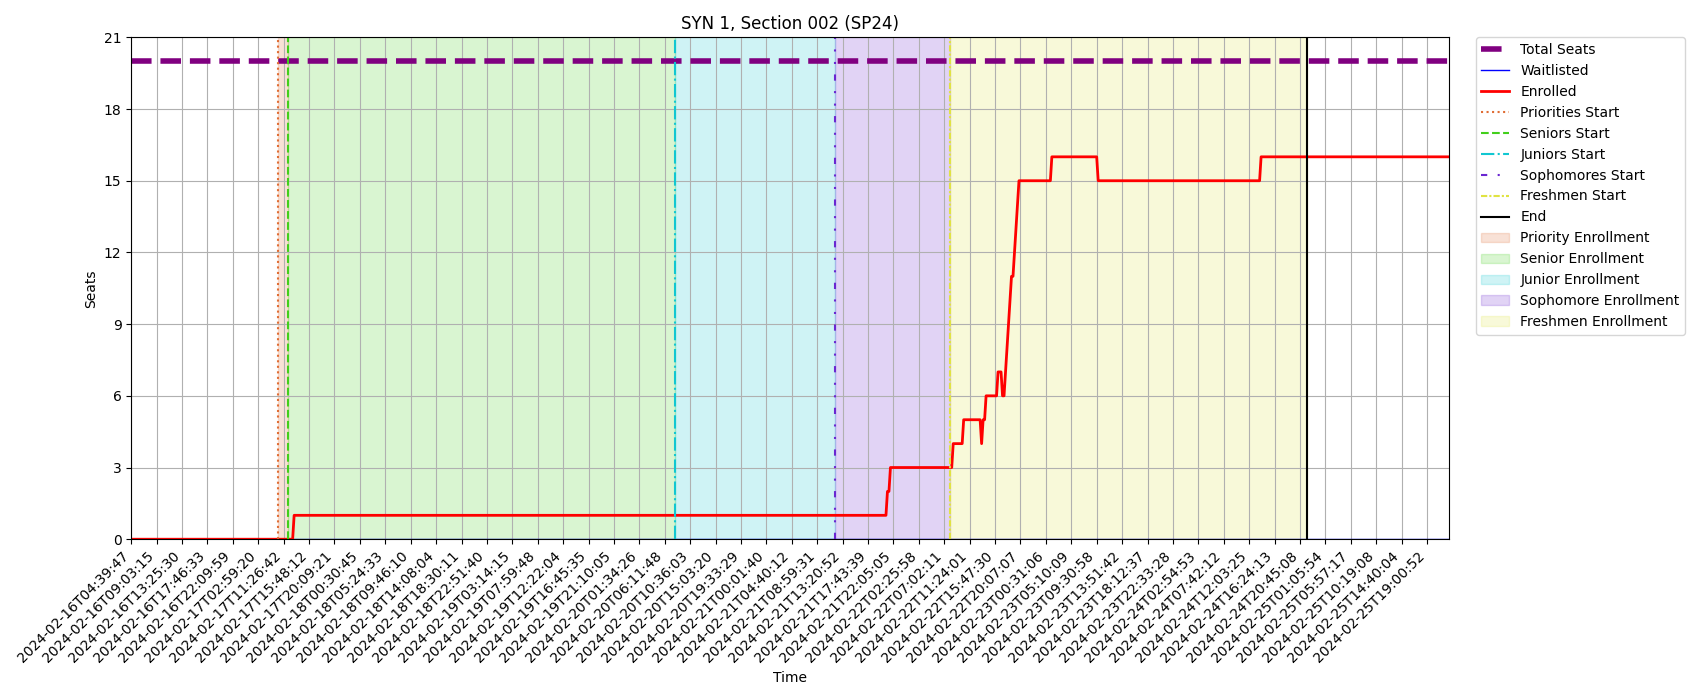 SYN 1, Section 002 (SP24)
21
18
15
12
9
6
3
0
Seats
2024-02-16T04:39:47
2024-02-16T09:03:15
2024-02-16T13:25:30
2024-02-16T17:46:33
2024-02-16T22:09:59
2024-02-17T02:59:20
2024-02-17T11:26:42
2024-02-17T15:48:12
2024-02-17T20:09:21
2024-02-18T00:30:45
2024-02-18T05:24:33
2024-02-18T09:46:10
2024-02-18T14:08:04
2024-02-18T18:30:11
2024-02-18T22:51:40
2024-02-19T03:14:15
2024-02-19T07:59:48
2024-02-19T12:22:04
2024-02-19T16:45:35
2024-02-19T21:10:05
2024-02-20T01:34:26
2024-02-20T06:11:48
2024-02-20T10:36:03
2024-02-20T15:03:20
2024-02-20T19:33:29
2024-02-21T00:01:40
2024-02-21T04:40:12
2024-02-21T08:59:31
2024-02-21T13:20:52
2024-02-21T17:43:39
2024-02-21T22:05:05
2024-02-22T02:25:58
2024-02-22T07:02:11
2024-02-22T11:24:01
2024-02-22T15:47:30
2024-02-22T20:07:07
2024-02-23T00:31:06
2024-02-23T05:10:09
2024-02-23T09:30:58
2024-02-23T13:51:42
2024-02-23T18:12:37
2024-02-23T22:33:28
2024-02-24T02:54:53
2024-02-24T07:42:12
2024-02-24T12:03:25
2024-02-24T16:24:13
2024-02-24T20:45:08
2024-02-25T01:05:54
2024-02-25T05:57:17
2024-02-25T10:19:08
2024-02-25T14:40:04
2024-02-25T19:00:52
Time
Total Seats
Waitlisted
Enrolled
Priorities Start
Seniors Start
Juniors Start
Sophomores Start
Freshmen Start
End
Priority Enrollment
Senior Enrollment
Junior Enrollment
Sophomore Enrollment
Freshmen Enrollment